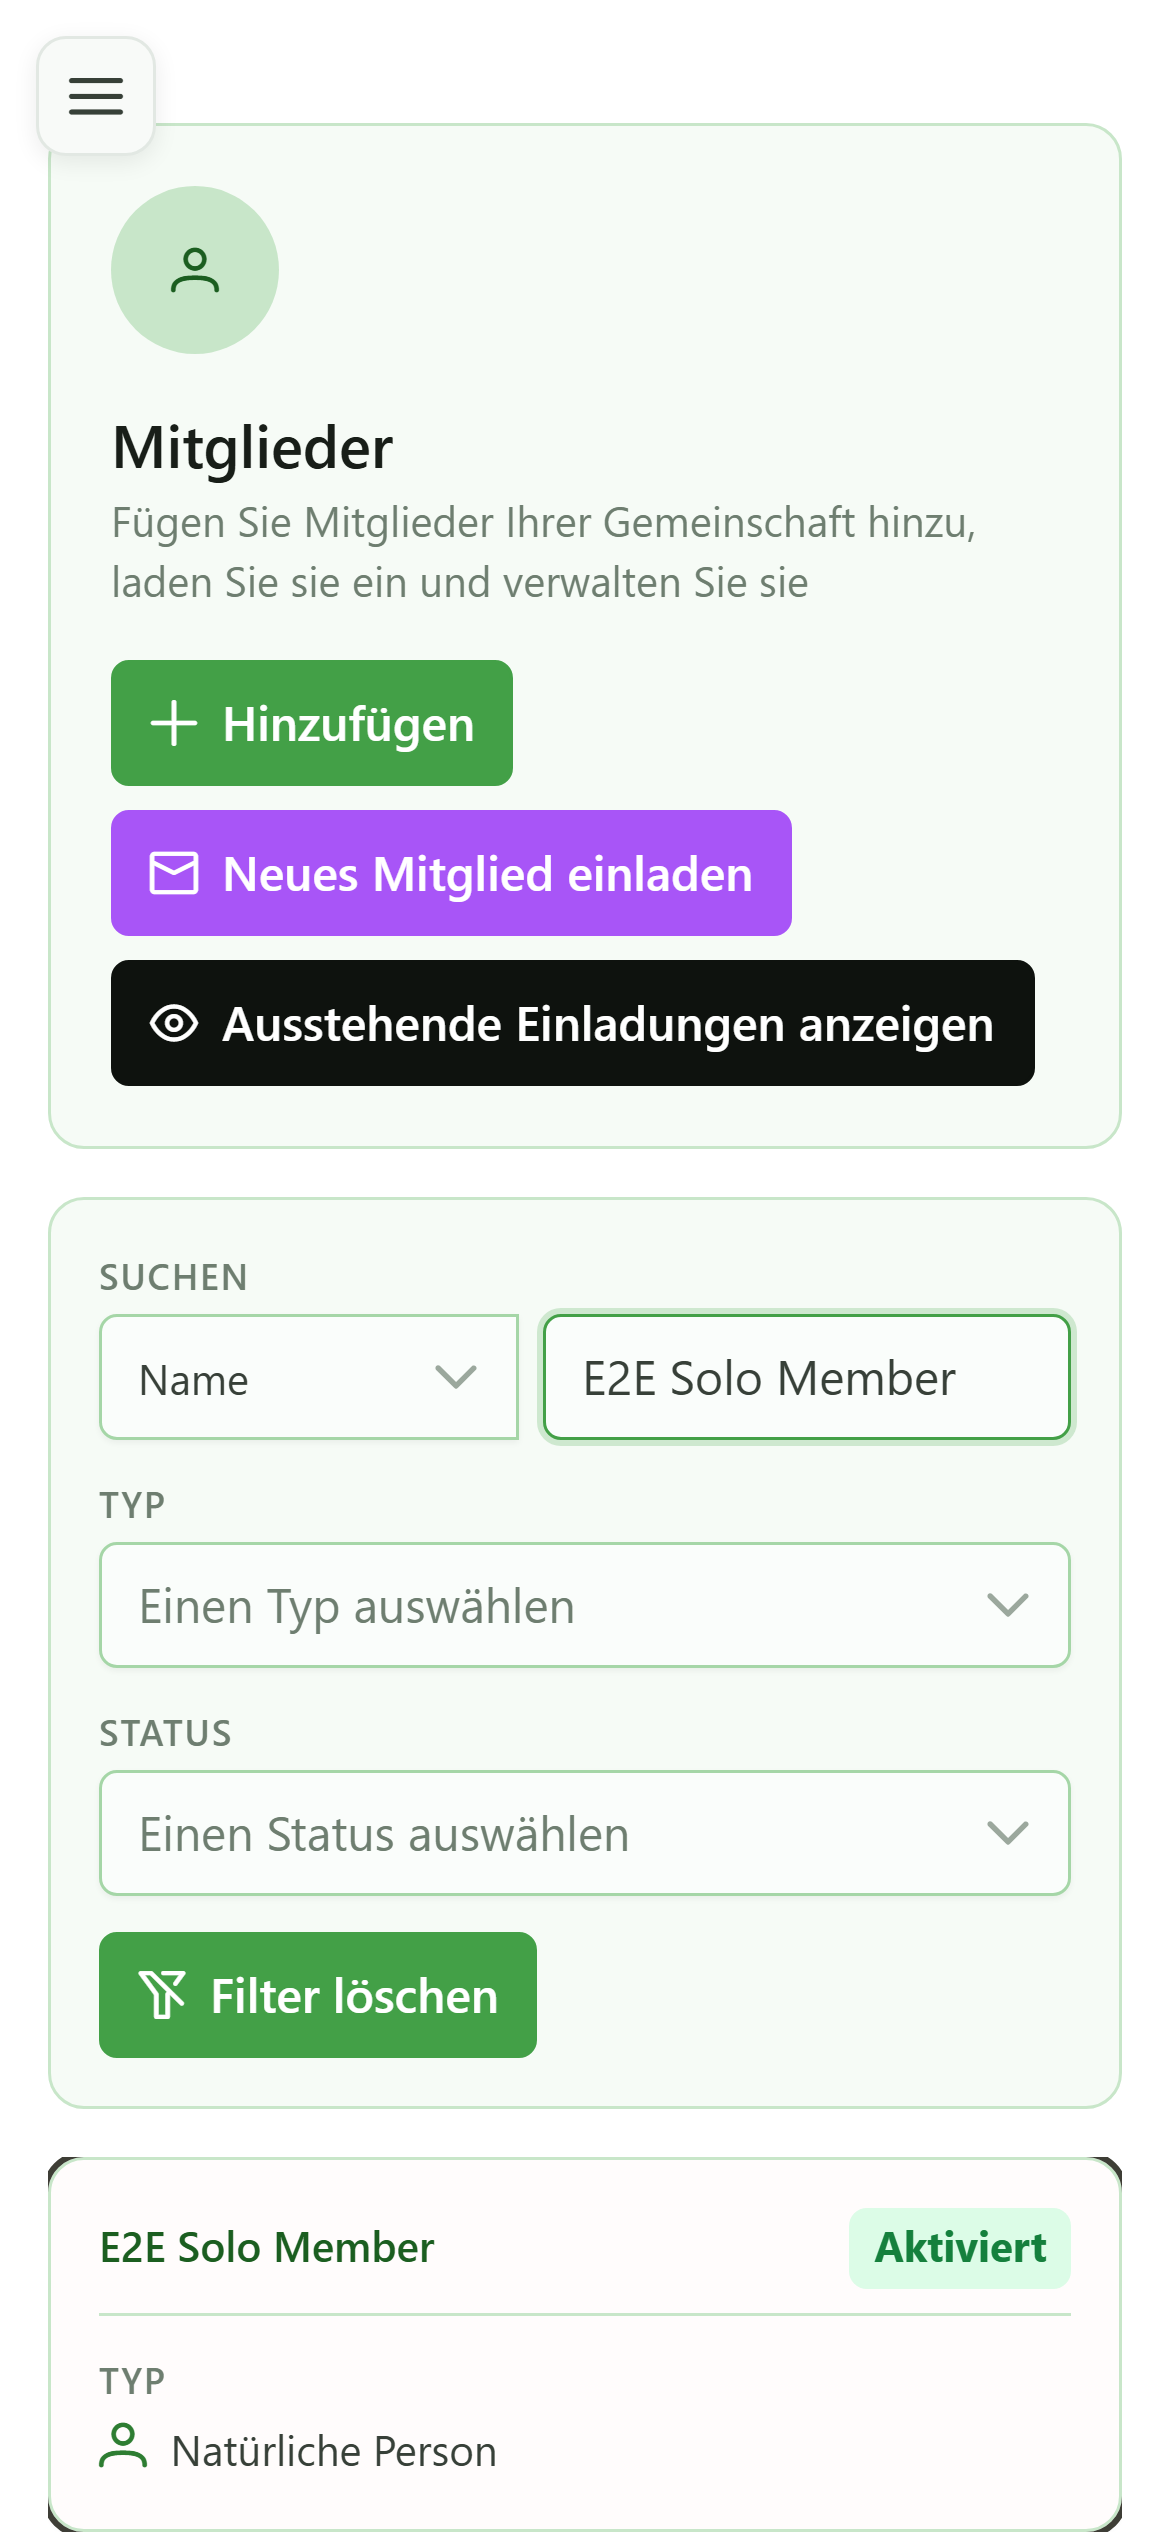 Mitglieder
Fügen Sie Mitglieder Ihrer Gemeinschaft hinzu,
laden Sie sie ein und verwalten Sie sie
Hinzufügen
Neues Mitglied einladen
Ausstehende Einladungen anzeigen
SUCHEN
Name
E2E Solo Member
TYP
Einen Typ auswählen
STATUS
Einen Status auswählen
Filter löschen
E2E Solo Member
Aktiviert
TYP
Natürliche Person